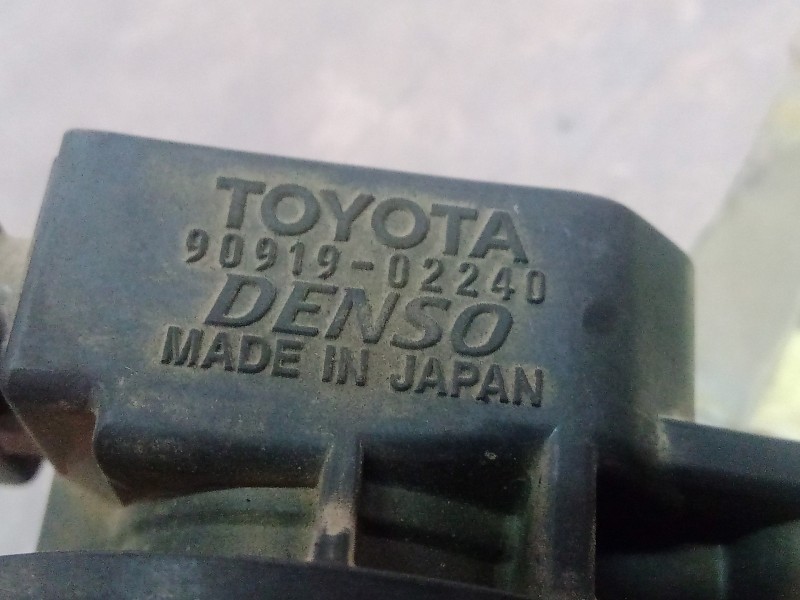 TOYOTA
90919-02240
DENSO
MADE IN JAPAN